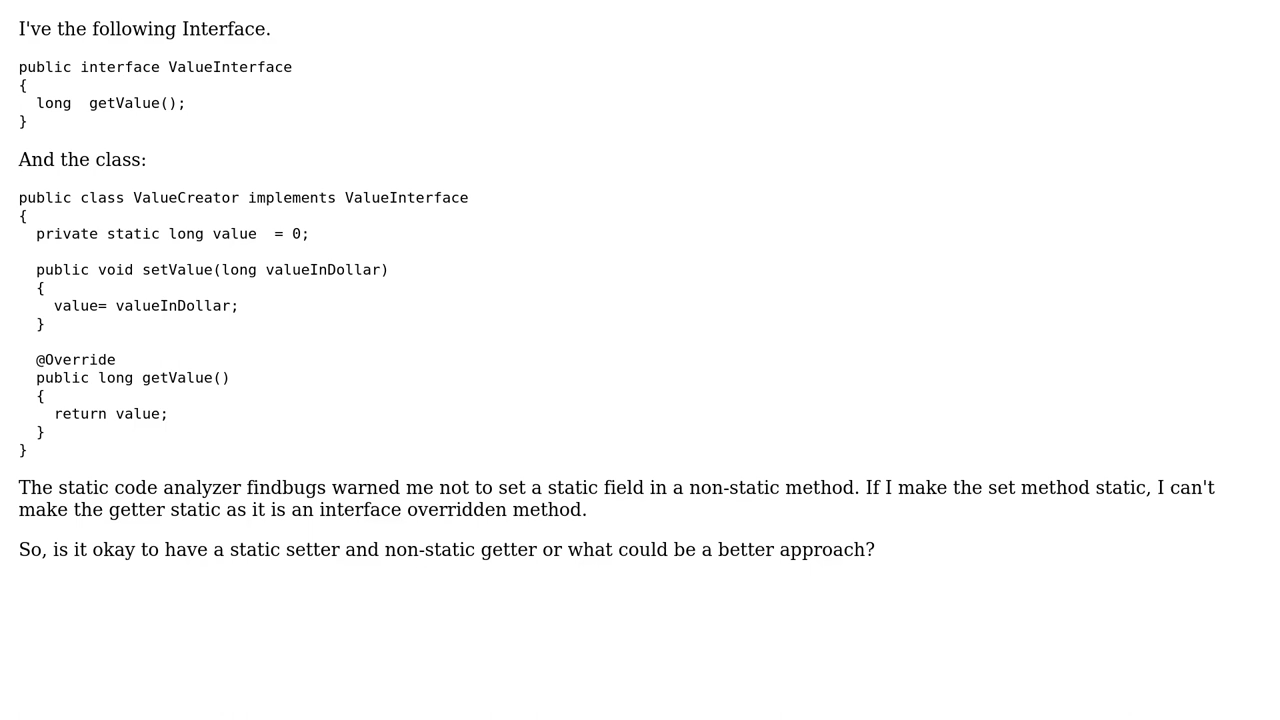 I've the following Interface.
public interface ValueInterface
{
  long  getValue();
}
And the class:
public class ValueCreator implements ValueInterface
{
  private static long value  = 0;
  public void setValue(long valueInDollar)
  {
    value= valueInDollar;
  }
  @Override
  public long getValue()
  {
    return value;
  }
}
The static code analyzer findbugs warned me not to set a static field in a non-static method. If I make the set method static, I can't
make the getter static as it is an interface overridden method.
So, is it okay to have a static setter and non-static getter or what could be a better approach?